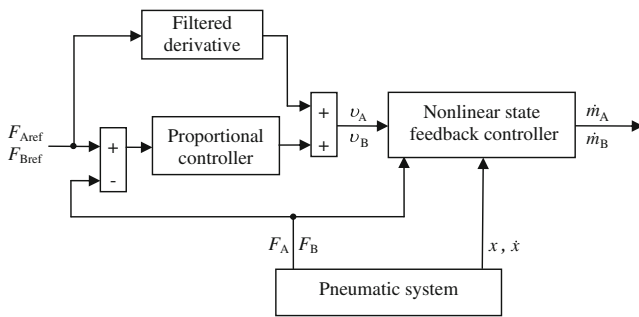 Filtered
derivative
F_Aref
F_Bref
+
-
Proportional
controller
+
+
υ_A
υ_B
Nonlinear state
feedback controller
ṁ_A
ṁ_B
F_A F_B
x , ẋ
Pneumatic system